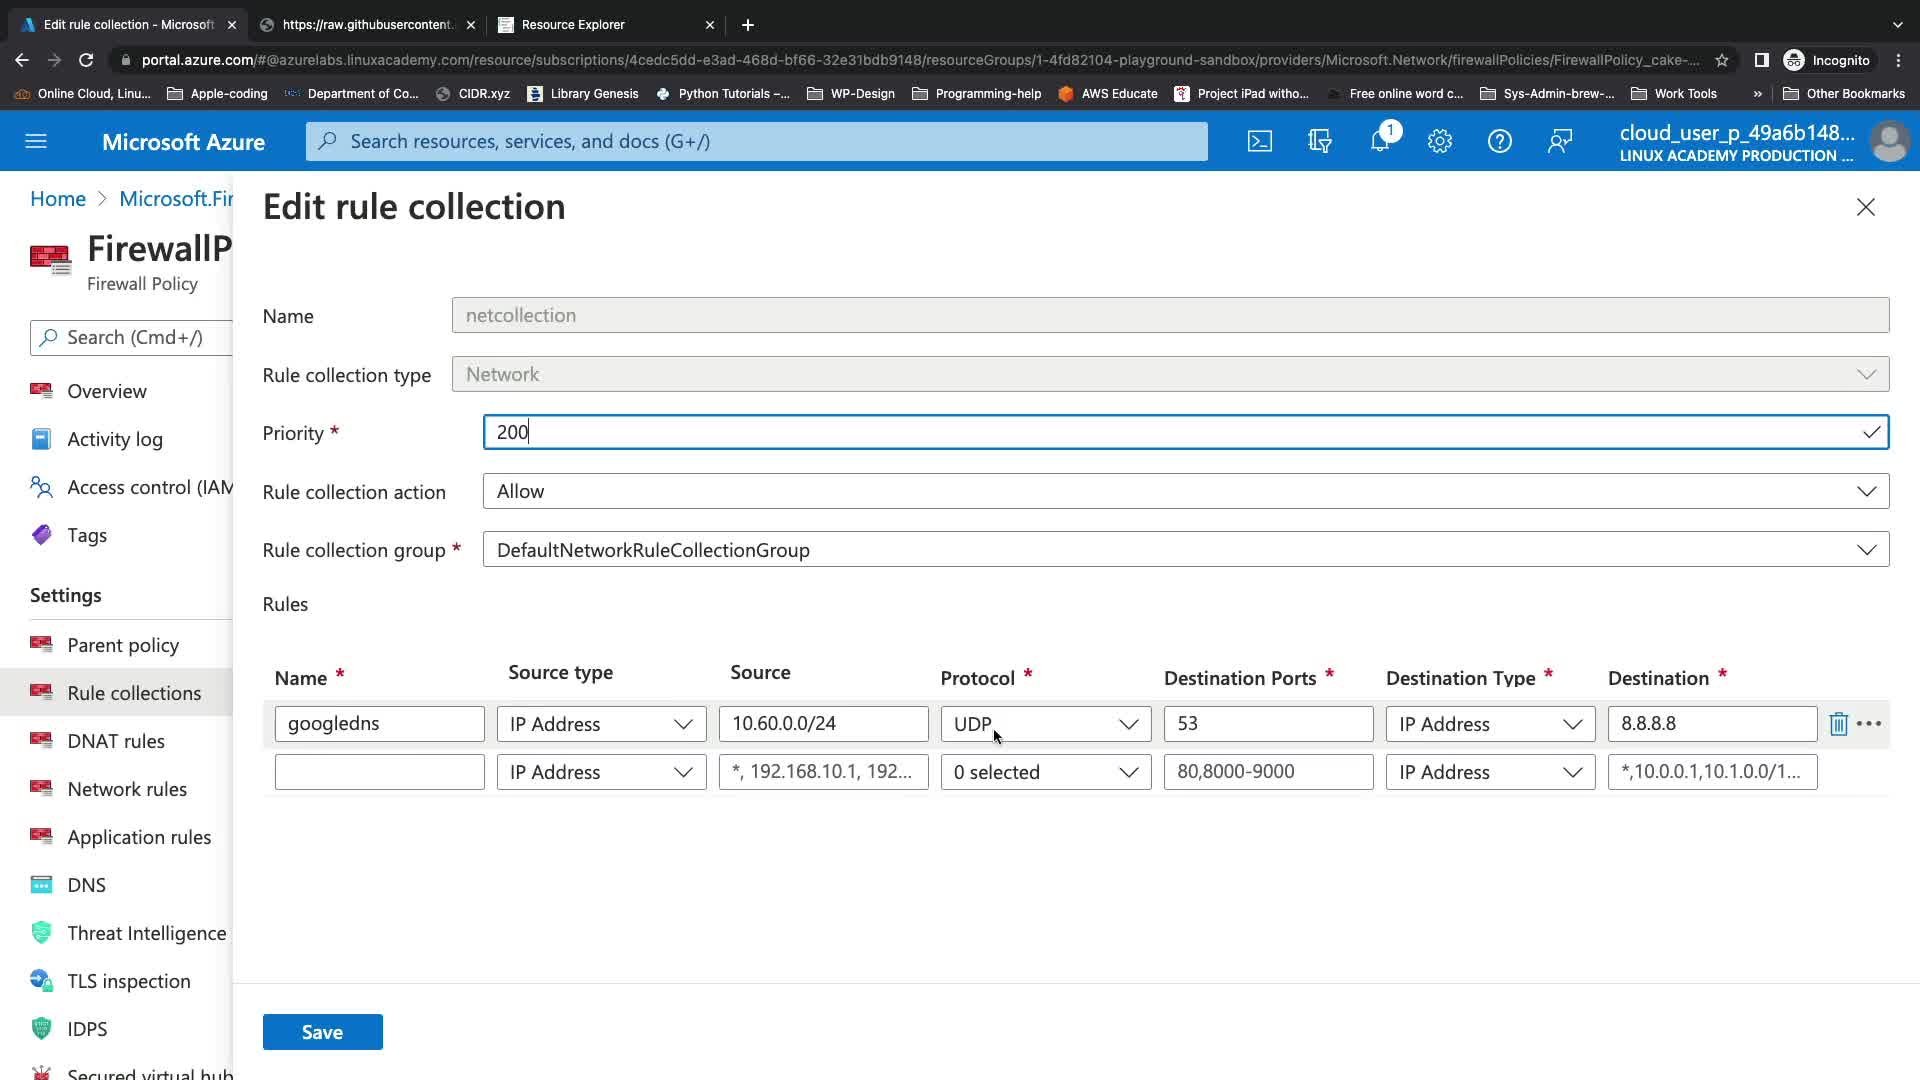 Edit rule collection - Microsoft
https://raw.githubusercontent.
Resource Explorer
portal.azure.com/#@azurelabs.linuxacademy.com/resource/subscriptions/4cedc5dd-e3ad-468d-bf66-32e31bdb9148/resourceGroups/1-4fd82104-playground-sandbox/providers/Microsoft.Network/firewallPolicies/FirewallPolicy_cake-...
Incognito
Online Cloud, Linu...
Apple-coding
Department of Co...
CIDR.xyz
Library Genesis
Python Tutorials –...
WP-Design
Programming-help
AWS Educate
Project iPad witho...
Free online word c...
Sys-Admin-brew-...
Work Tools
»
Other Bookmarks
Microsoft Azure
Search resources, services, and docs (G+/)
1
cloud_user_p_49a6b148...
LINUX ACADEMY PRODUCTION ...
Home > Microsoft.Fir
FirewallP
Firewall Policy
Search (Cmd+/)
Overview
Activity log
Access control (IAM
Tags
Settings
Parent policy
Rule collections
DNAT rules
Network rules
Application rules
DNS
Threat Intelligence
TLS inspection
IDPS
Secured virtual hub
Edit rule collection
Name
netcollection
Rule collection type
Network
Priority *
200
Rule collection action
Allow
Rule collection group *
DefaultNetworkRuleCollectionGroup
Rules
Name * Source type Source Protocol * Destination Ports * Destination Type * Destination *
googledns IP Address 10.60.0.0/24 UDP 53 IP Address 8.8.8.8
IP Address *, 192.168.10.1, 192... 0 selected 80,8000-9000 IP Address *,10.0.0.1,10.1.0.0/1...
Save